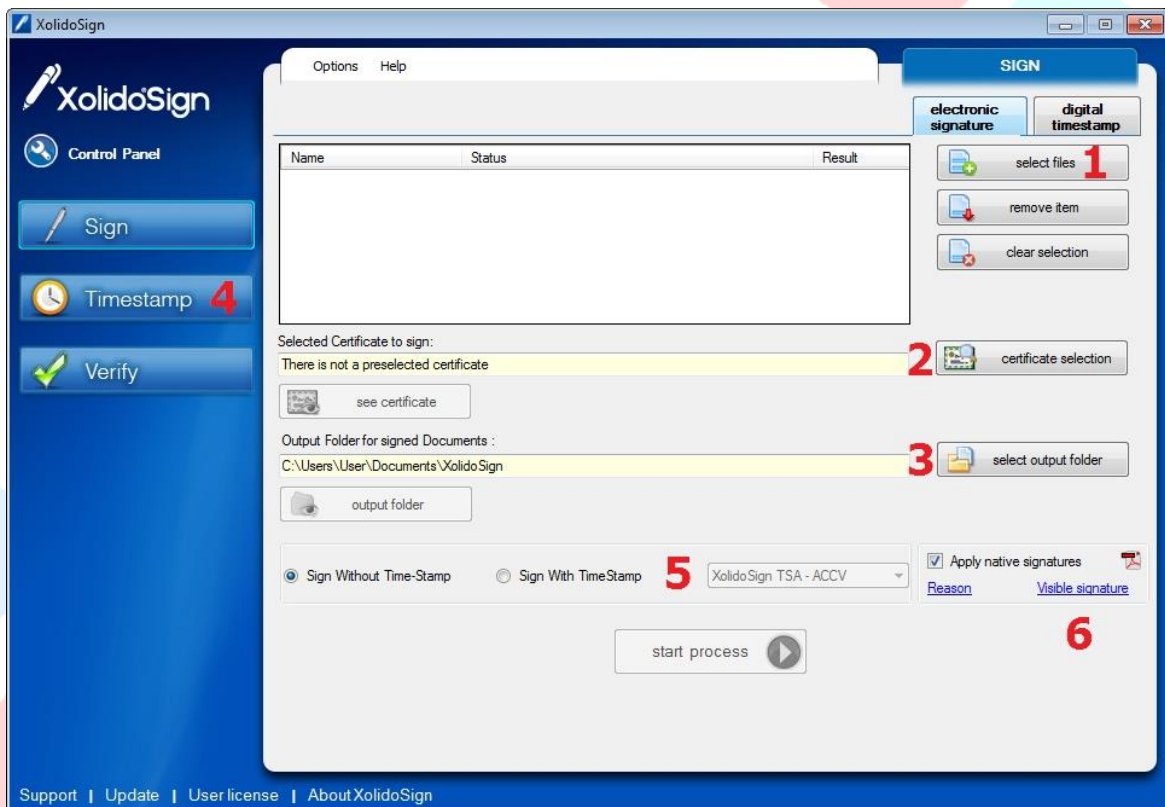 XolidoSign
XolidoSign
Control Panel
Sign
Timestamp 4
Verify
Options Help
SIGN
electronic
signature
digital
timestamp
Name Status Result
select files 1
remove item
clear selection
Selected Certificate to sign:
There is not a preselected certificate
2 certificate selection
see certificate
Output Folder for signed Documents :
C:\Users\User\Documents\XolidoSign
3 select output folder
output folder
Sign Without Time-Stamp Sign With TimeStamp 5 XolidoSign TSA - ACCV
Apply native signatures
Reason Visible signature
6
start process
Support | Update | User license | About XolidoSign